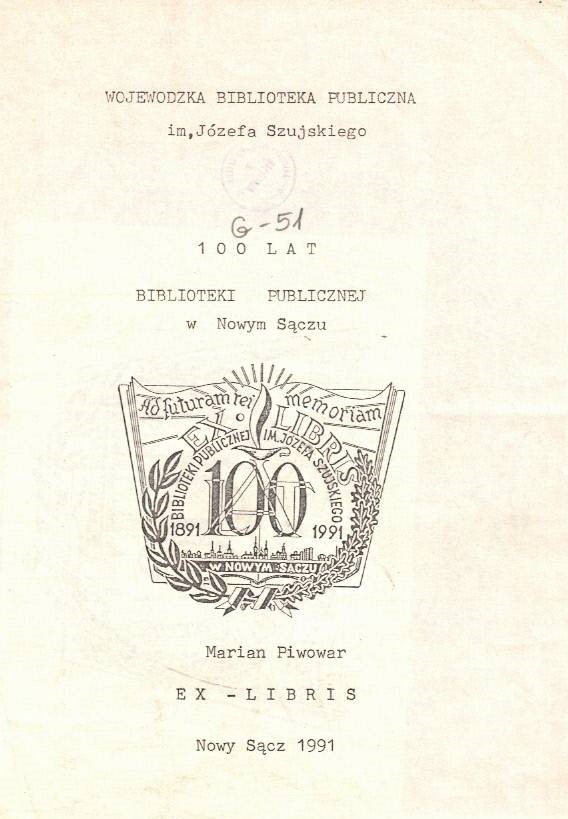 WOJEWODZKA BIBLIOTEKA PUBLICZNA
im,Józefa Szujskiego
G-51
100 LAT
BIBLIOTEKI PUBLICZNEJ
w Nowym Sączu
Ad futuram rei memoriam
EX LIBRIS
BIBLIOTEKI PUBLICZNEJ IM. JÓZEFA SZUJSKIEGO
100 LAT
1891 1991
W NOWYM SĄCZU
Marian Piwowar
EX - LIBRIS
Nowy Sącz 1991